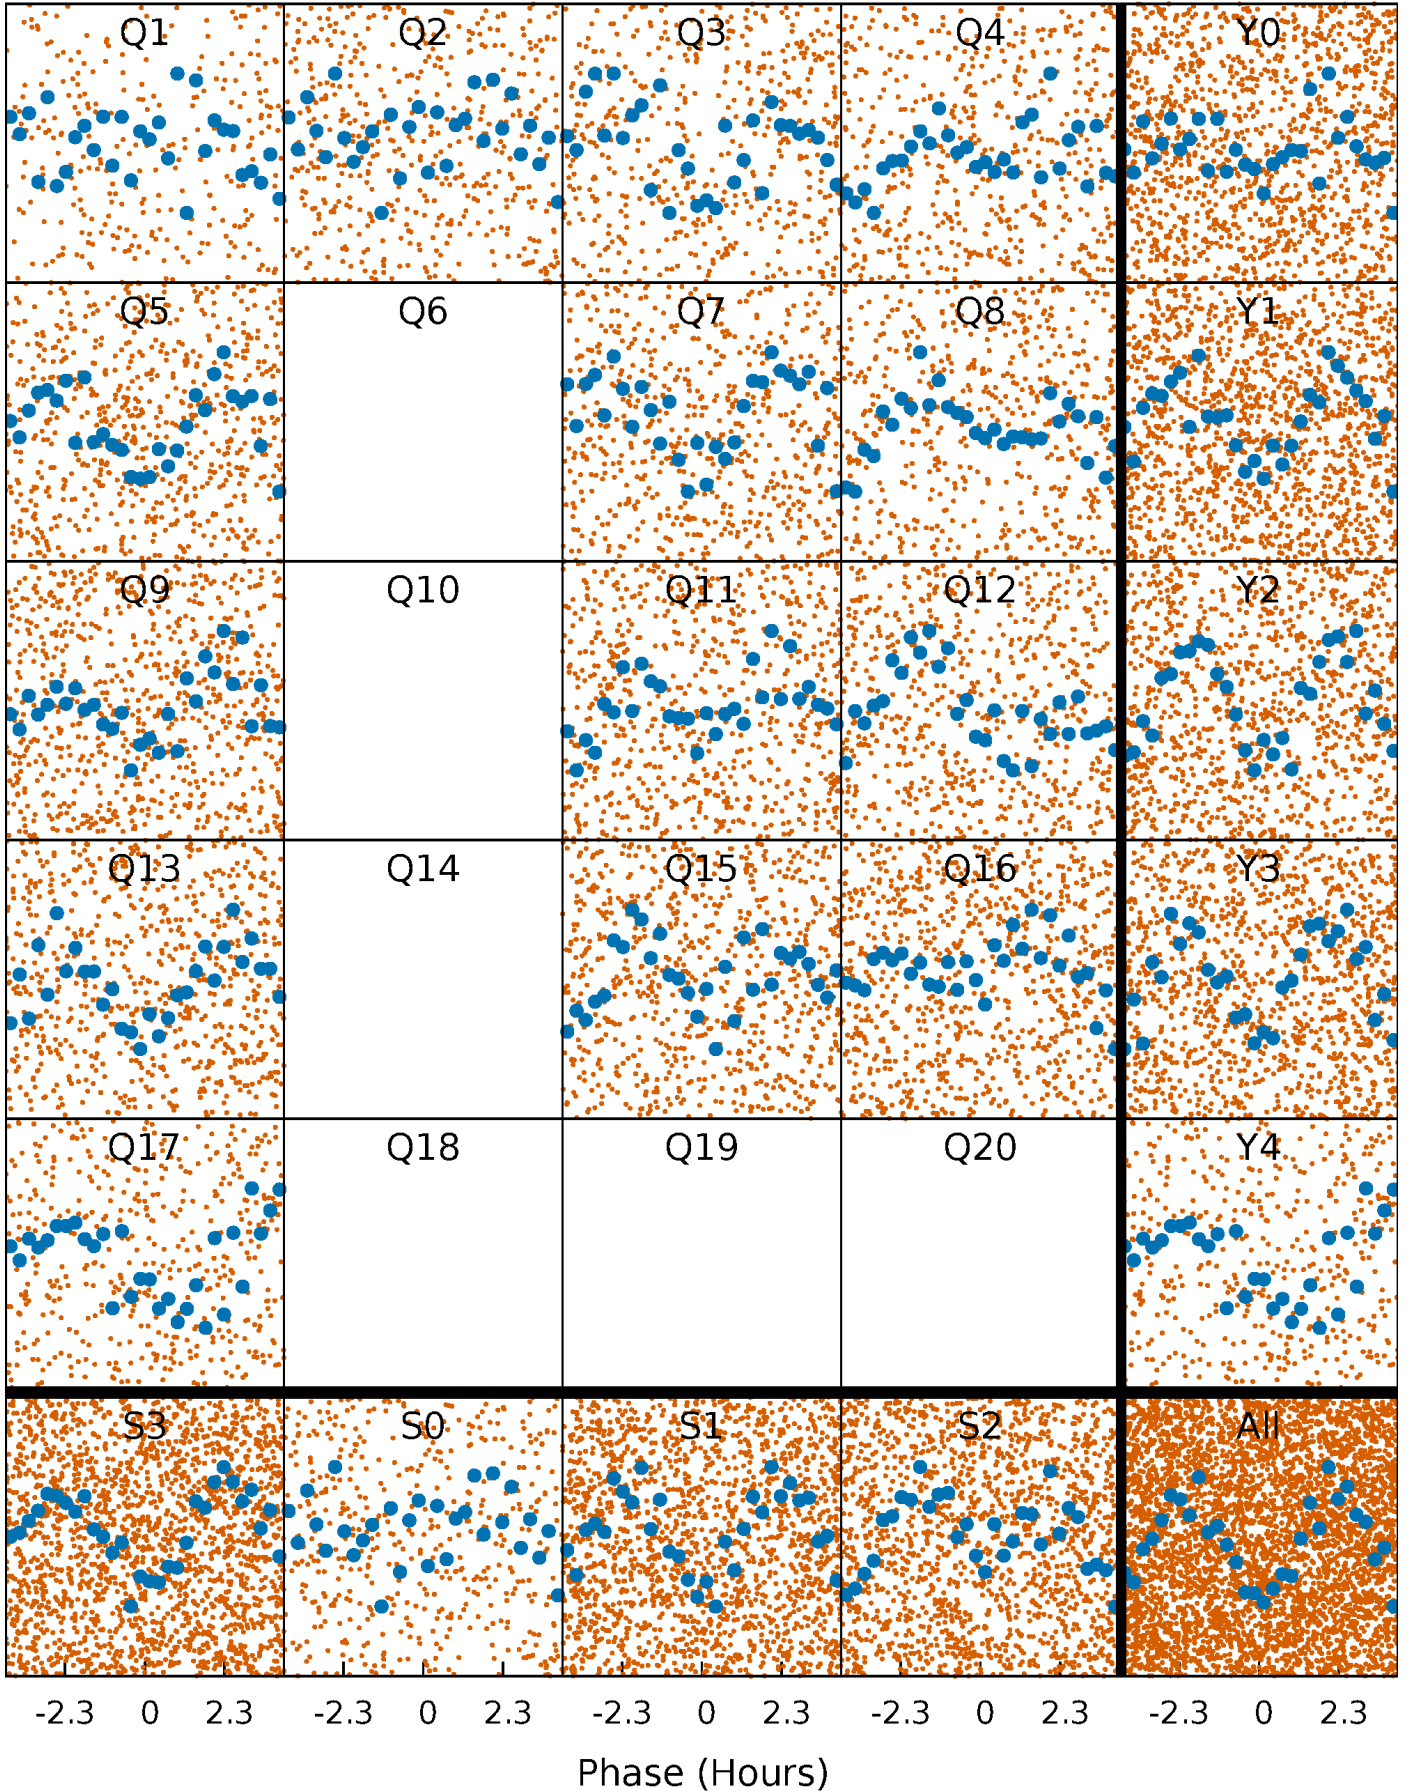 Q1 Q2 Q3 Q4 Y0
Q5 Q6 Q7 Q8 Y1
Q9 Q10 Q11 Q12 Y2
Q13 Q14 Q15 Q16 Y3
Q17 Q18 Q19 Q20 Y4
S3 S0 S1 S2 All
-2.3 0 2.3 -2.3 0 2.3 -2.3 0 2.3 -2.3 0 2.3 -2.3 0 2.3
Phase (Hours)